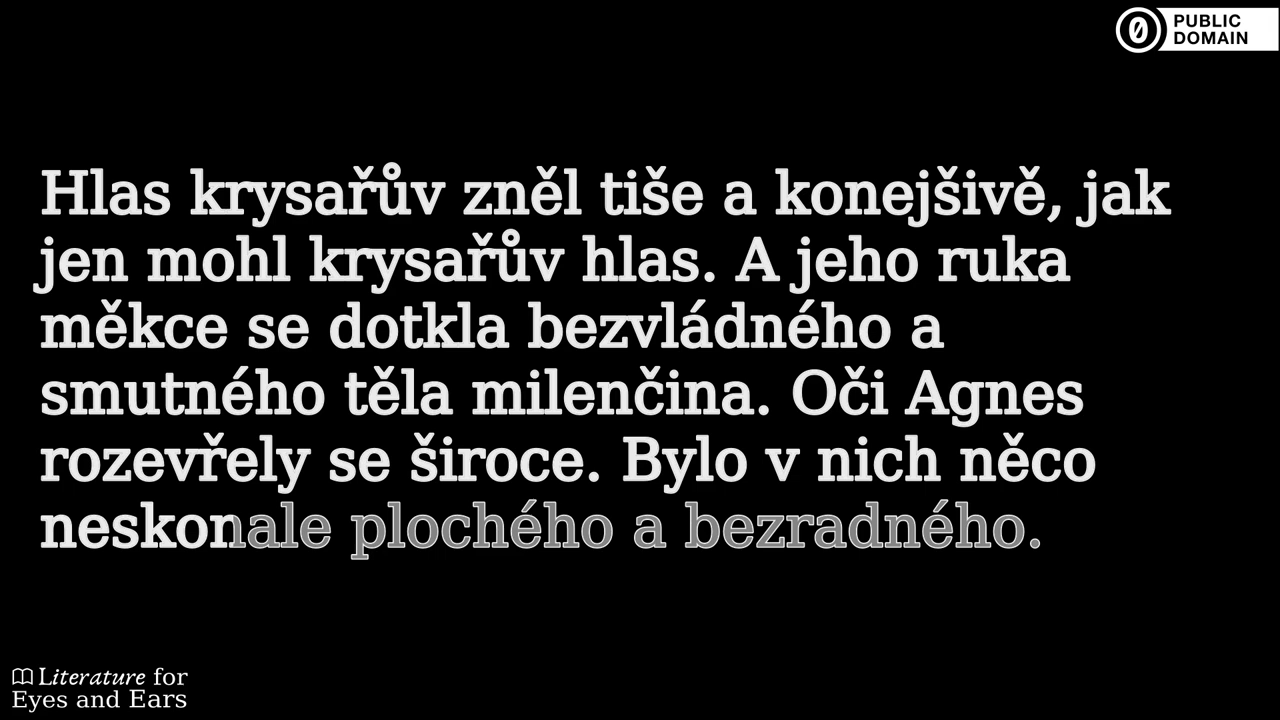 PUBLIC
DOMAIN
Hlas krysařův zněl tiše a konejšivě, jak
jen mohl krysařův hlas. A jeho ruka
měkce se dotkla bezvládného a
smutného těla milenčina. Oči Agnes
rozevřely se široce. Bylo v nich něco
neskonale plochého a bezradného.
Literature for
Eyes and Ears